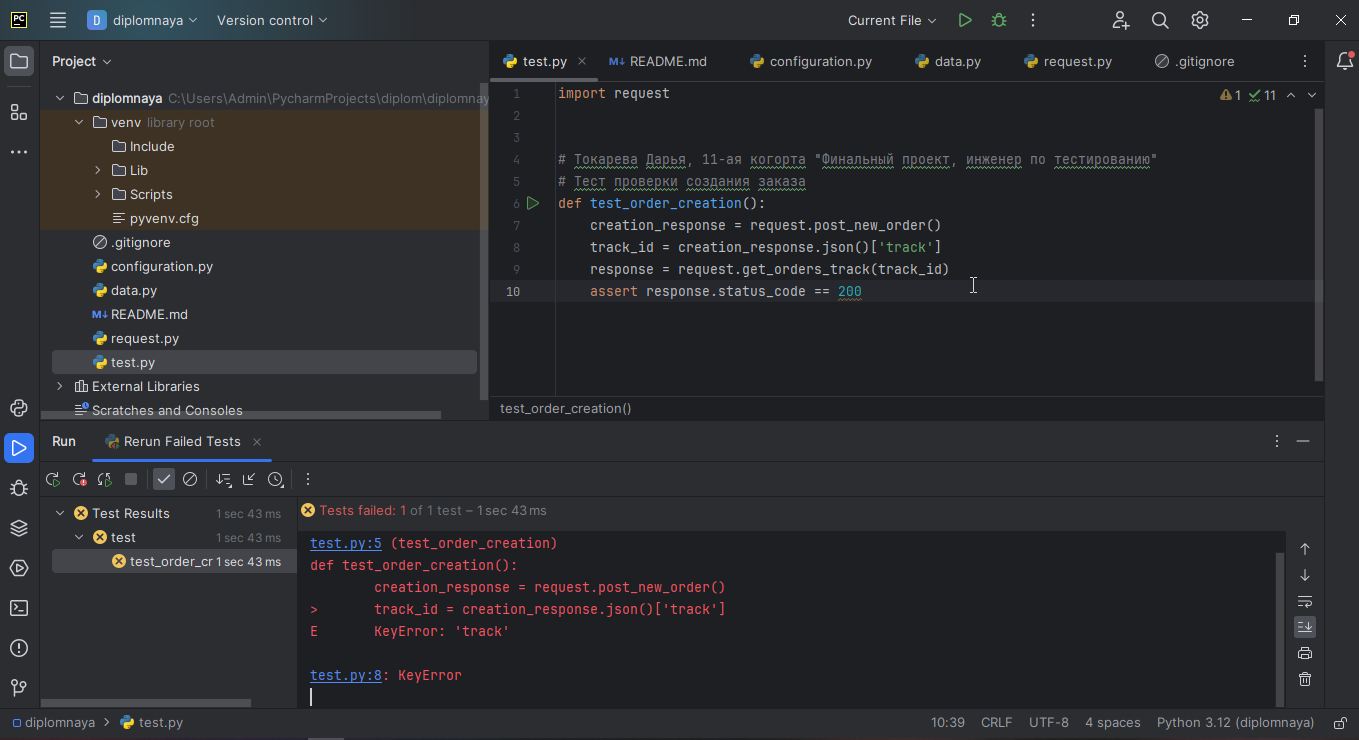 PC D diplomnaya Version control Current File
Project
test.py README.md configuration.py data.py request.py .gitignore
diplomnaya C:\Users\Admin\PycharmProjects\diplom\diplomnay
venv library root
Include
Lib
Scripts
pyvenv.cfg
.gitignore
configuration.py
data.py
M↓ README.md
request.py
test.py
External Libraries
Scratches and Consoles
1 import request
1 11
2
3
4 # Токарева Дарья, 11-ая когорта "Финальный проект, инженер по тестированию"
5 # Тест проверки создания заказа
6 def test_order_creation():
7 creation_response = request.post_new_order()
8 track_id = creation_response.json()['track']
9 response = request.get_orders_track(track_id)
10 assert response.status_code == 200
test_order_creation()
Run Rerun Failed Tests
Test Results 1 sec 43 ms
test 1 sec 43 ms
test_order_cr 1 sec 43 ms
Tests failed: 1 of 1 test – 1 sec 43 ms
test.py:5 (test_order_creation)
def test_order_creation():
creation_response = request.post_new_order()
> track_id = creation_response.json()['track']
E KeyError: 'track'
test.py:8: KeyError
diplomnaya > test.py 10:39 CRLF UTF-8 4 spaces Python 3.12 (diplomnaya)